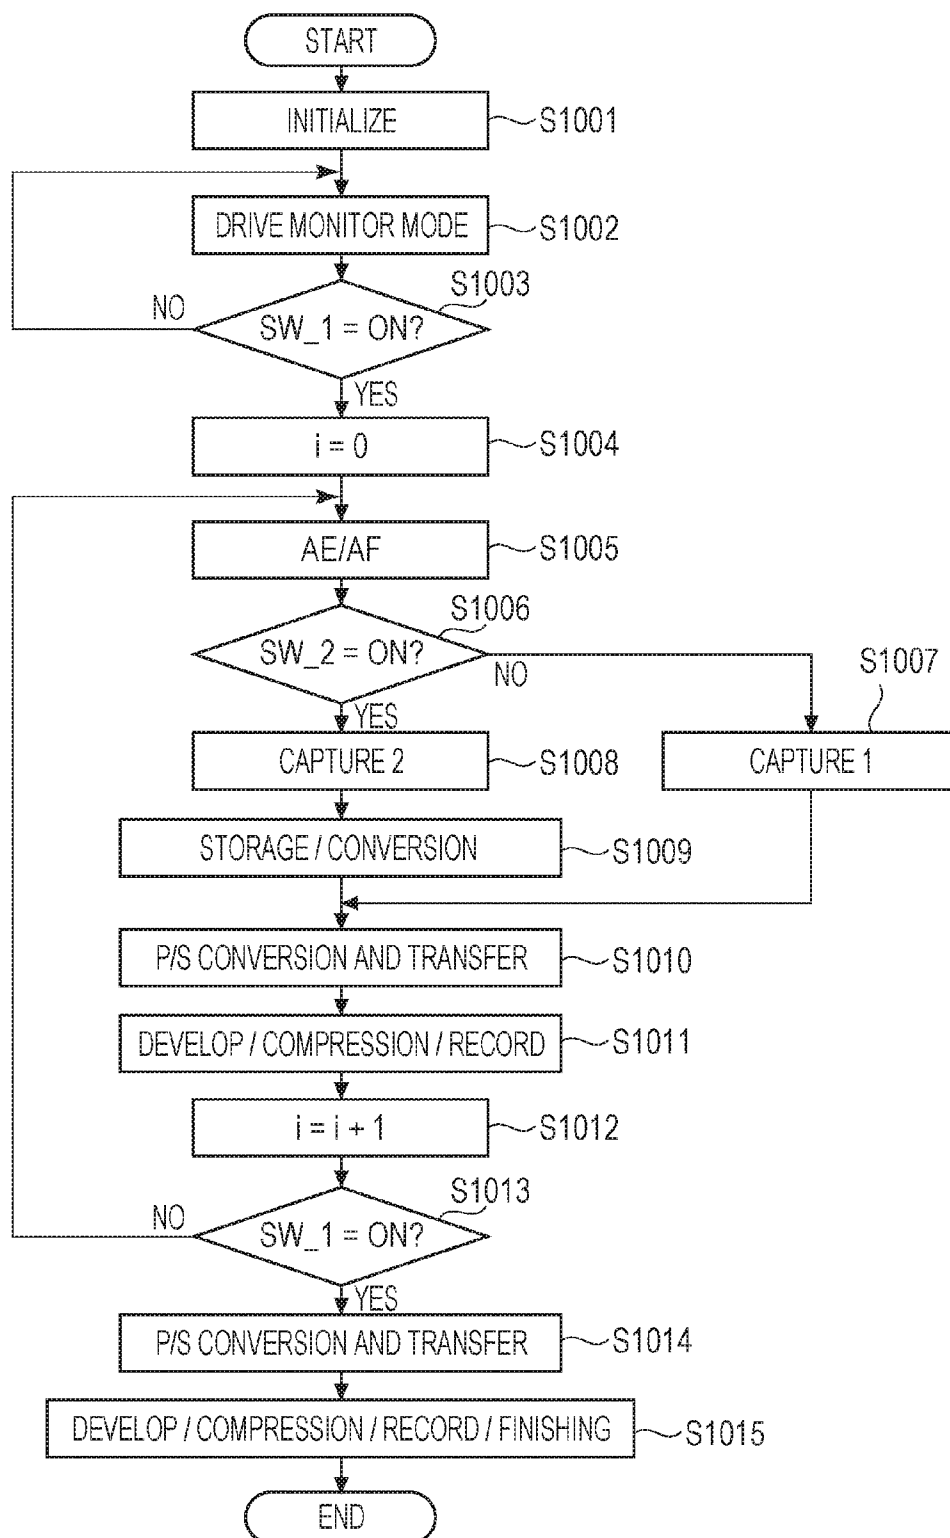 START
INITIALIZE
S1001
DRIVE MONITOR MODE
S1002
S1003
NO
SW_1 = ON?
YES
i = 0
S1004
AE/AF
S1005
S1006
SW_2 = ON?
NO
S1007
YES
CAPTURE 2
S1008
CAPTURE 1
STORAGE / CONVERSION
S1009
P/S CONVERSION AND TRANSFER
S1010
DEVELOP / COMPRESSION / RECORD
S1011
i = i + 1
S1012
S1013
NO
SW_1 = ON?
YES
P/S CONVERSION AND TRANSFER
S1014
DEVELOP / COMPRESSION / RECORD / FINISHING
S1015
END